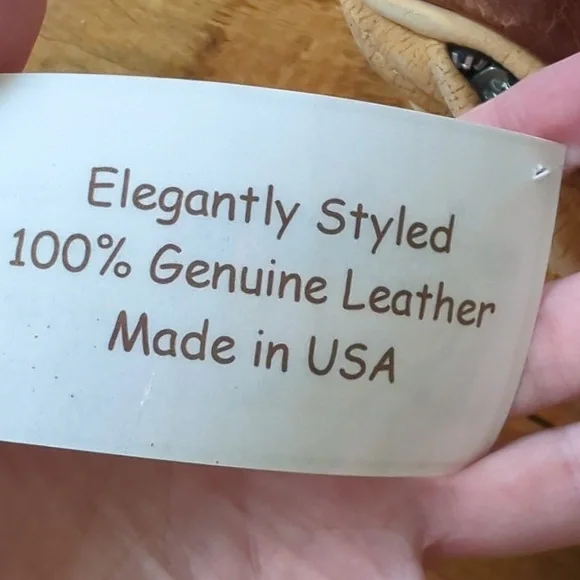 Elegantly Styled
100% Genuine Leather
Made in USA